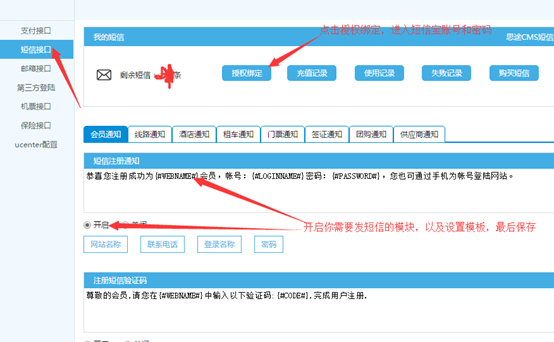 支付接口
短信接口
邮箱接口
第三方登陆
机票接口
保险接口
ucenter配置
我的短信
点击授权绑定，进入短信宝账号和密码
思途CMS短信
剩余短信：
条
授权绑定
充值记录
使用记录
失败记录
购买短信
会员通知
线路通知
酒店通知
租车通知
门票通知
签证通知
团购通知
供应商通知
短信注册通知
恭喜您注册成功为{#WEBNAME#}会员，帐号：{#LOGINNAME#}密码：{#PASSWORD#}，您也可通过手机为帐号登陆网站。
开启
关闭
开启你需要发短信的模块，以及设置模板，最后保存
网站名称
联系电话
登录名称
密码
注册短信验证码
尊敬的会员,请您在{#WEBNAME#}中输入以下验证码:{#CODE#},完成用户注册.